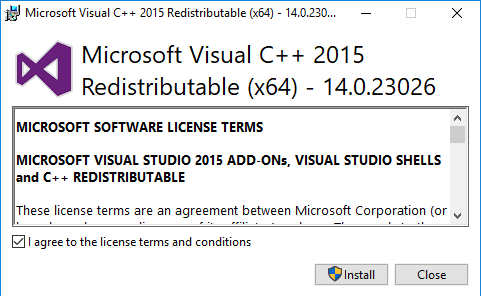 Microsoft Visual C++ 2015 Redistributable (x64) - 14.0.230...
Microsoft Visual C++ 2015
Redistributable (x64) - 14.0.23026
MICROSOFT SOFTWARE LICENSE TERMS
MICROSOFT VISUAL STUDIO 2015 ADD-ONs, VISUAL STUDIO SHELLS
and C++ REDISTRIBUTABLE
These license terms are an agreement between Microsoft Corporation (or
I agree to the license terms and conditions
Install
Close